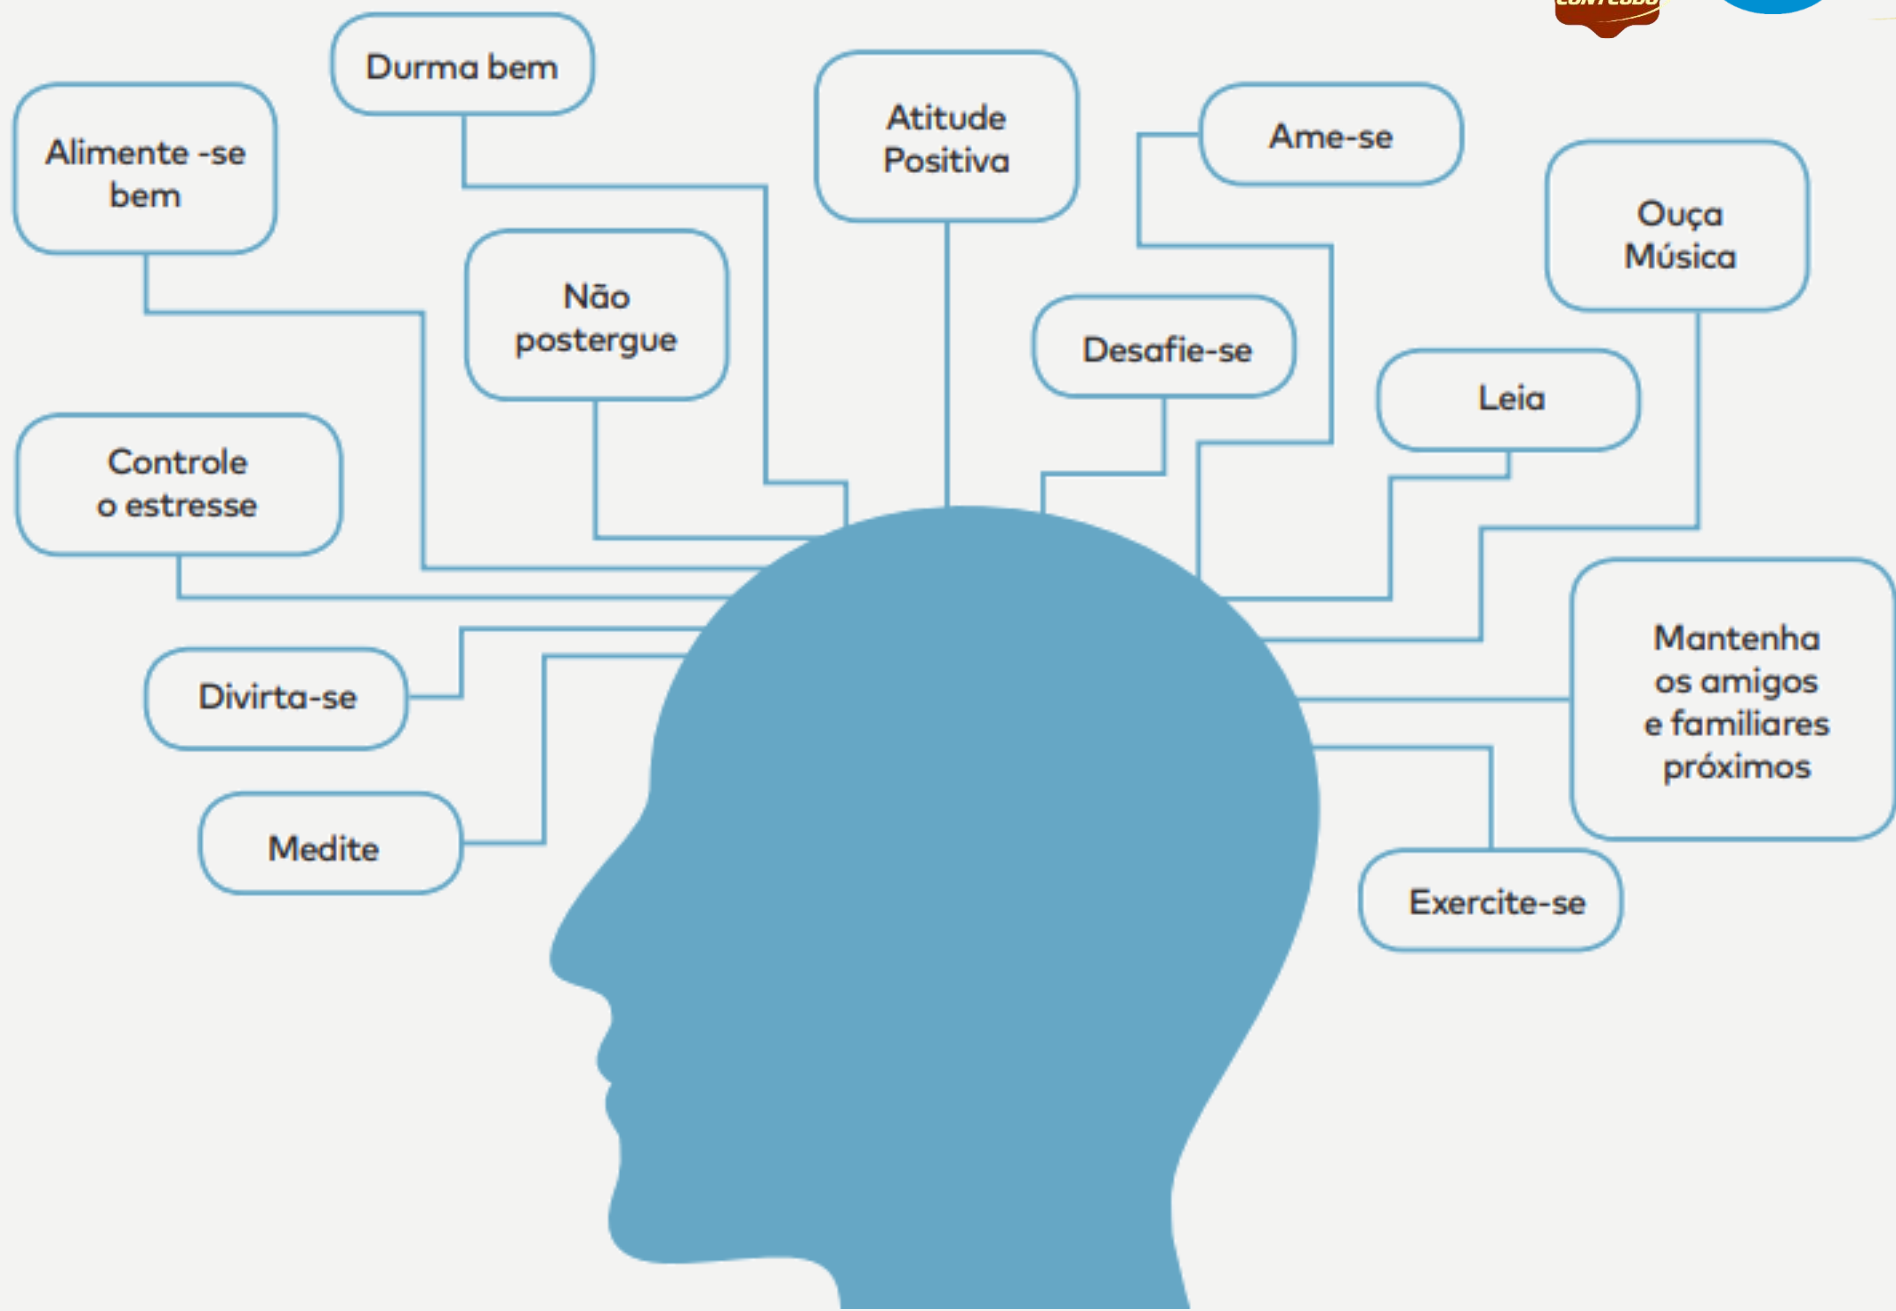 CONTEÚDO
Durma bem
Alimente -se
bem
Atitude
Positiva
Ame-se
Ouça
Música
Não
postergue
Desafie-se
Leia
Controle
o estresse
Divirta-se
Mantenha
os amigos
e familiares
próximos
Medite
Exercite-se